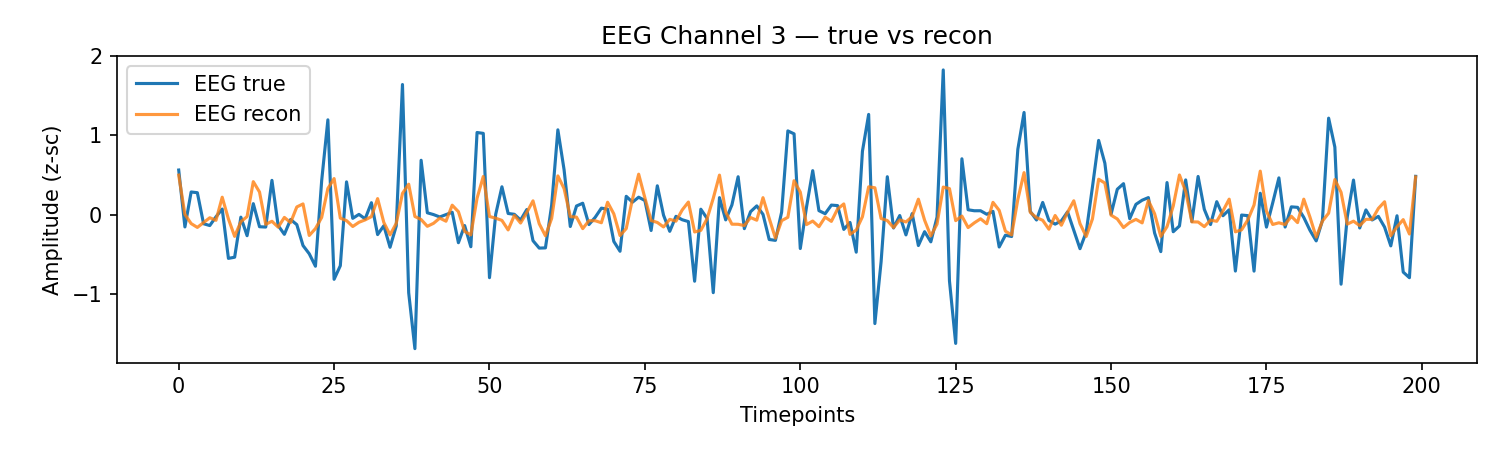 EEG Channel 3 — true vs recon
EEG true
EEG recon
Amplitude (z-sc)
2
1
0
−1
0 25 50 75 100 125 150 175 200
Timepoints